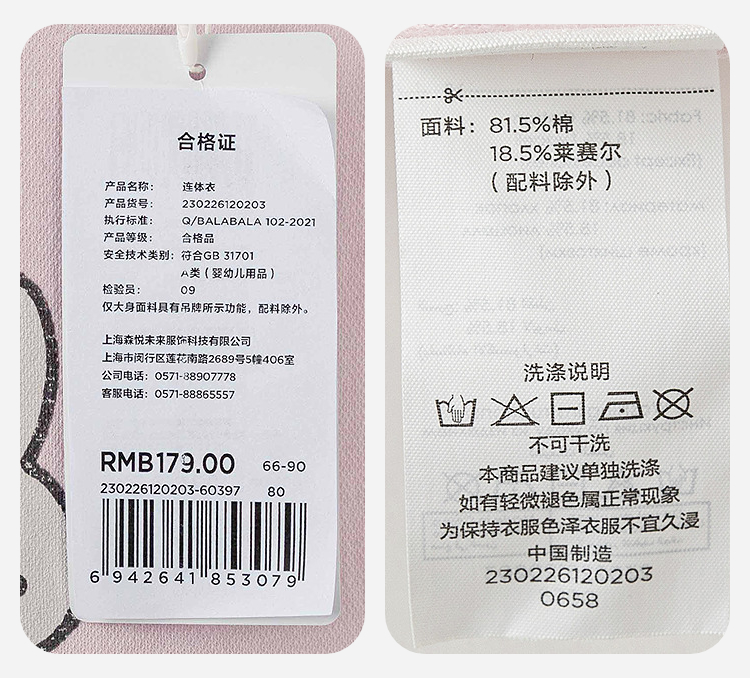 合格证
产品名称： 连体衣
产品货号： 230226120203
执行标准： Q/BALABALA 102-2021
产品等级： 合格品
安全技术类别：符合GB 31701
A类（婴幼儿用品）
检验员： 09
仅大身面料具有吊牌所示功能，配料除外。
上海森悦未来服饰科技有限公司
上海市闵行区莲花南路2689号5幢406室
公司电话：0571-88907778
客服电话：0571-88865557
RMB179.00 66-90
230226120203-60397 80
6 942641 853079
面料：81.5%棉
18.5%莱赛尔
（配料除外）
洗涤说明
不可干洗
本商品建议单独洗涤
如有轻微褪色属正常现象
为保持衣服色泽衣服不宜久浸
中国制造
230226120203
0658